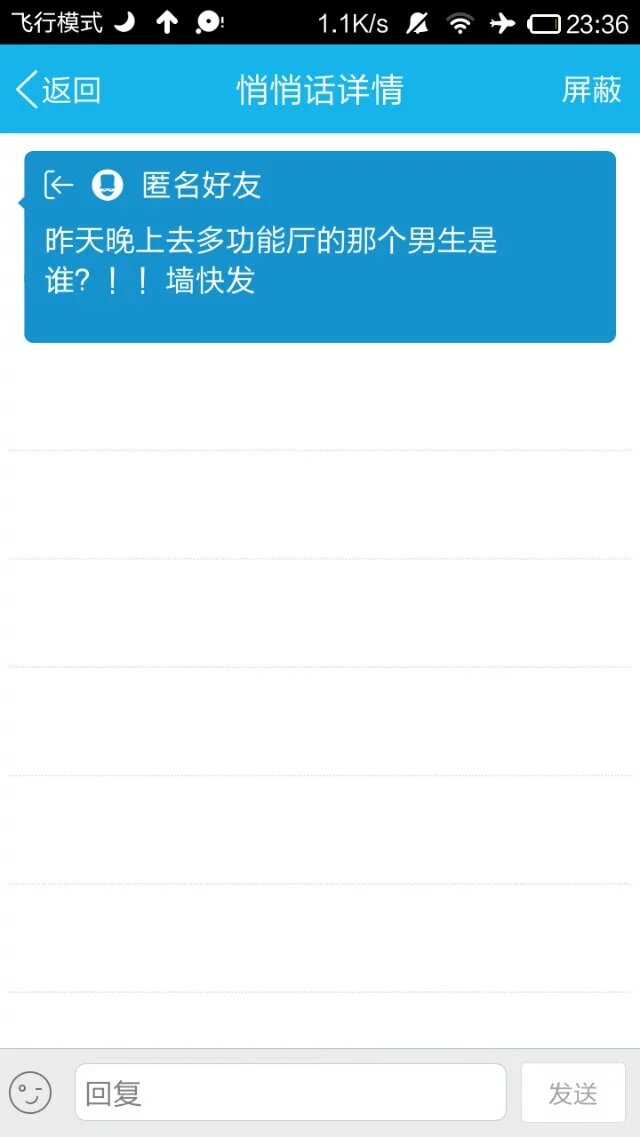 飞行模式 1.1K/s 23:36
返回 悄悄话详情 屏蔽
匿名好友
昨天晚上去多功能厅的那个男生是
谁？！！墙快发
回复 发送